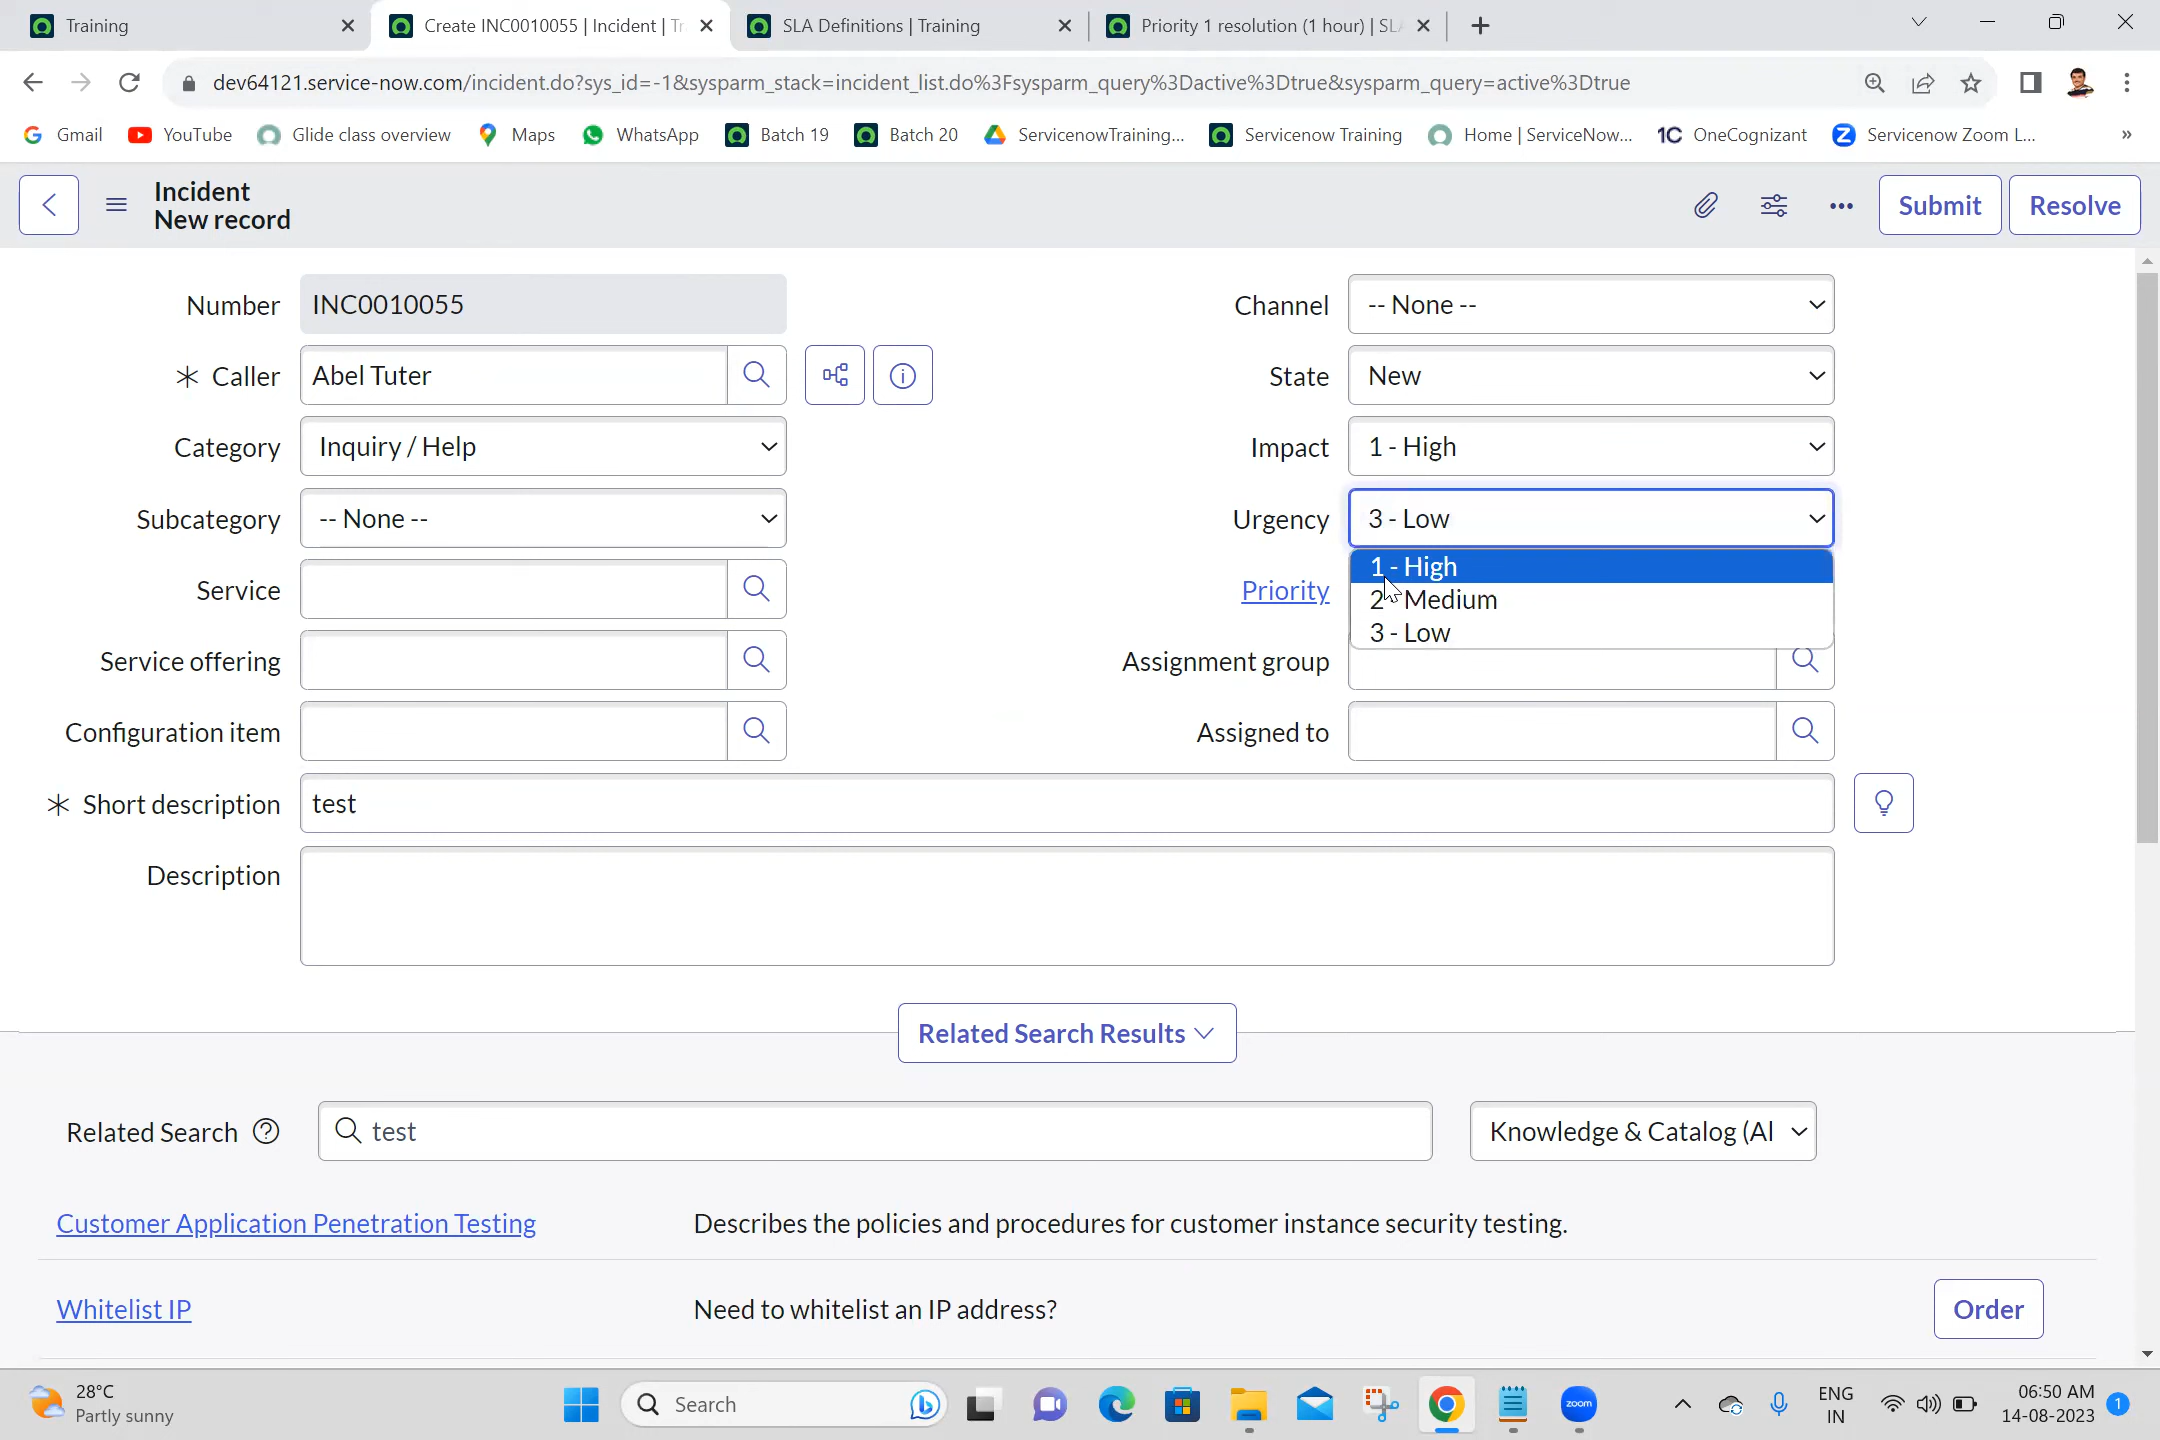 Training
Create INC0010055 | Incident | Tr
SLA Definitions | Training
Priority 1 resolution (1 hour) | SLA
dev64121.service-now.com/incident.do?sys_id=-1&sysparm_stack=incident_list.do%3Fsysparm_query%3Dactive%3Dtrue&sysparm_query=active%3Dtrue
Gmail
YouTube
Glide class overview
Maps
WhatsApp
Batch 19
Batch 20
ServicenowTraining...
Servicenow Training
Home | ServiceNow...
1C OneCognizant
Servicenow Zoom L...
»
Incident
New record
Submit
Resolve
Number
INC0010055
Channel
-- None --
Caller
Abel Tuter
State
New
Category
Inquiry / Help
Impact
1 - High
Subcategory
-- None --
Urgency
3 - Low
1 - High
2 - Medium
3 - Low
Service
Priority
Service offering
Assignment group
Configuration item
Assigned to
Short description
test
Description
Related Search Results
Related Search
test
Knowledge & Catalog (Al
Customer Application Penetration Testing
Describes the policies and procedures for customer instance security testing.
Whitelist IP
Need to whitelist an IP address?
Order
28°C
Partly sunny
Search
zoom
ENG
IN
06:50 AM
14-08-2023
1